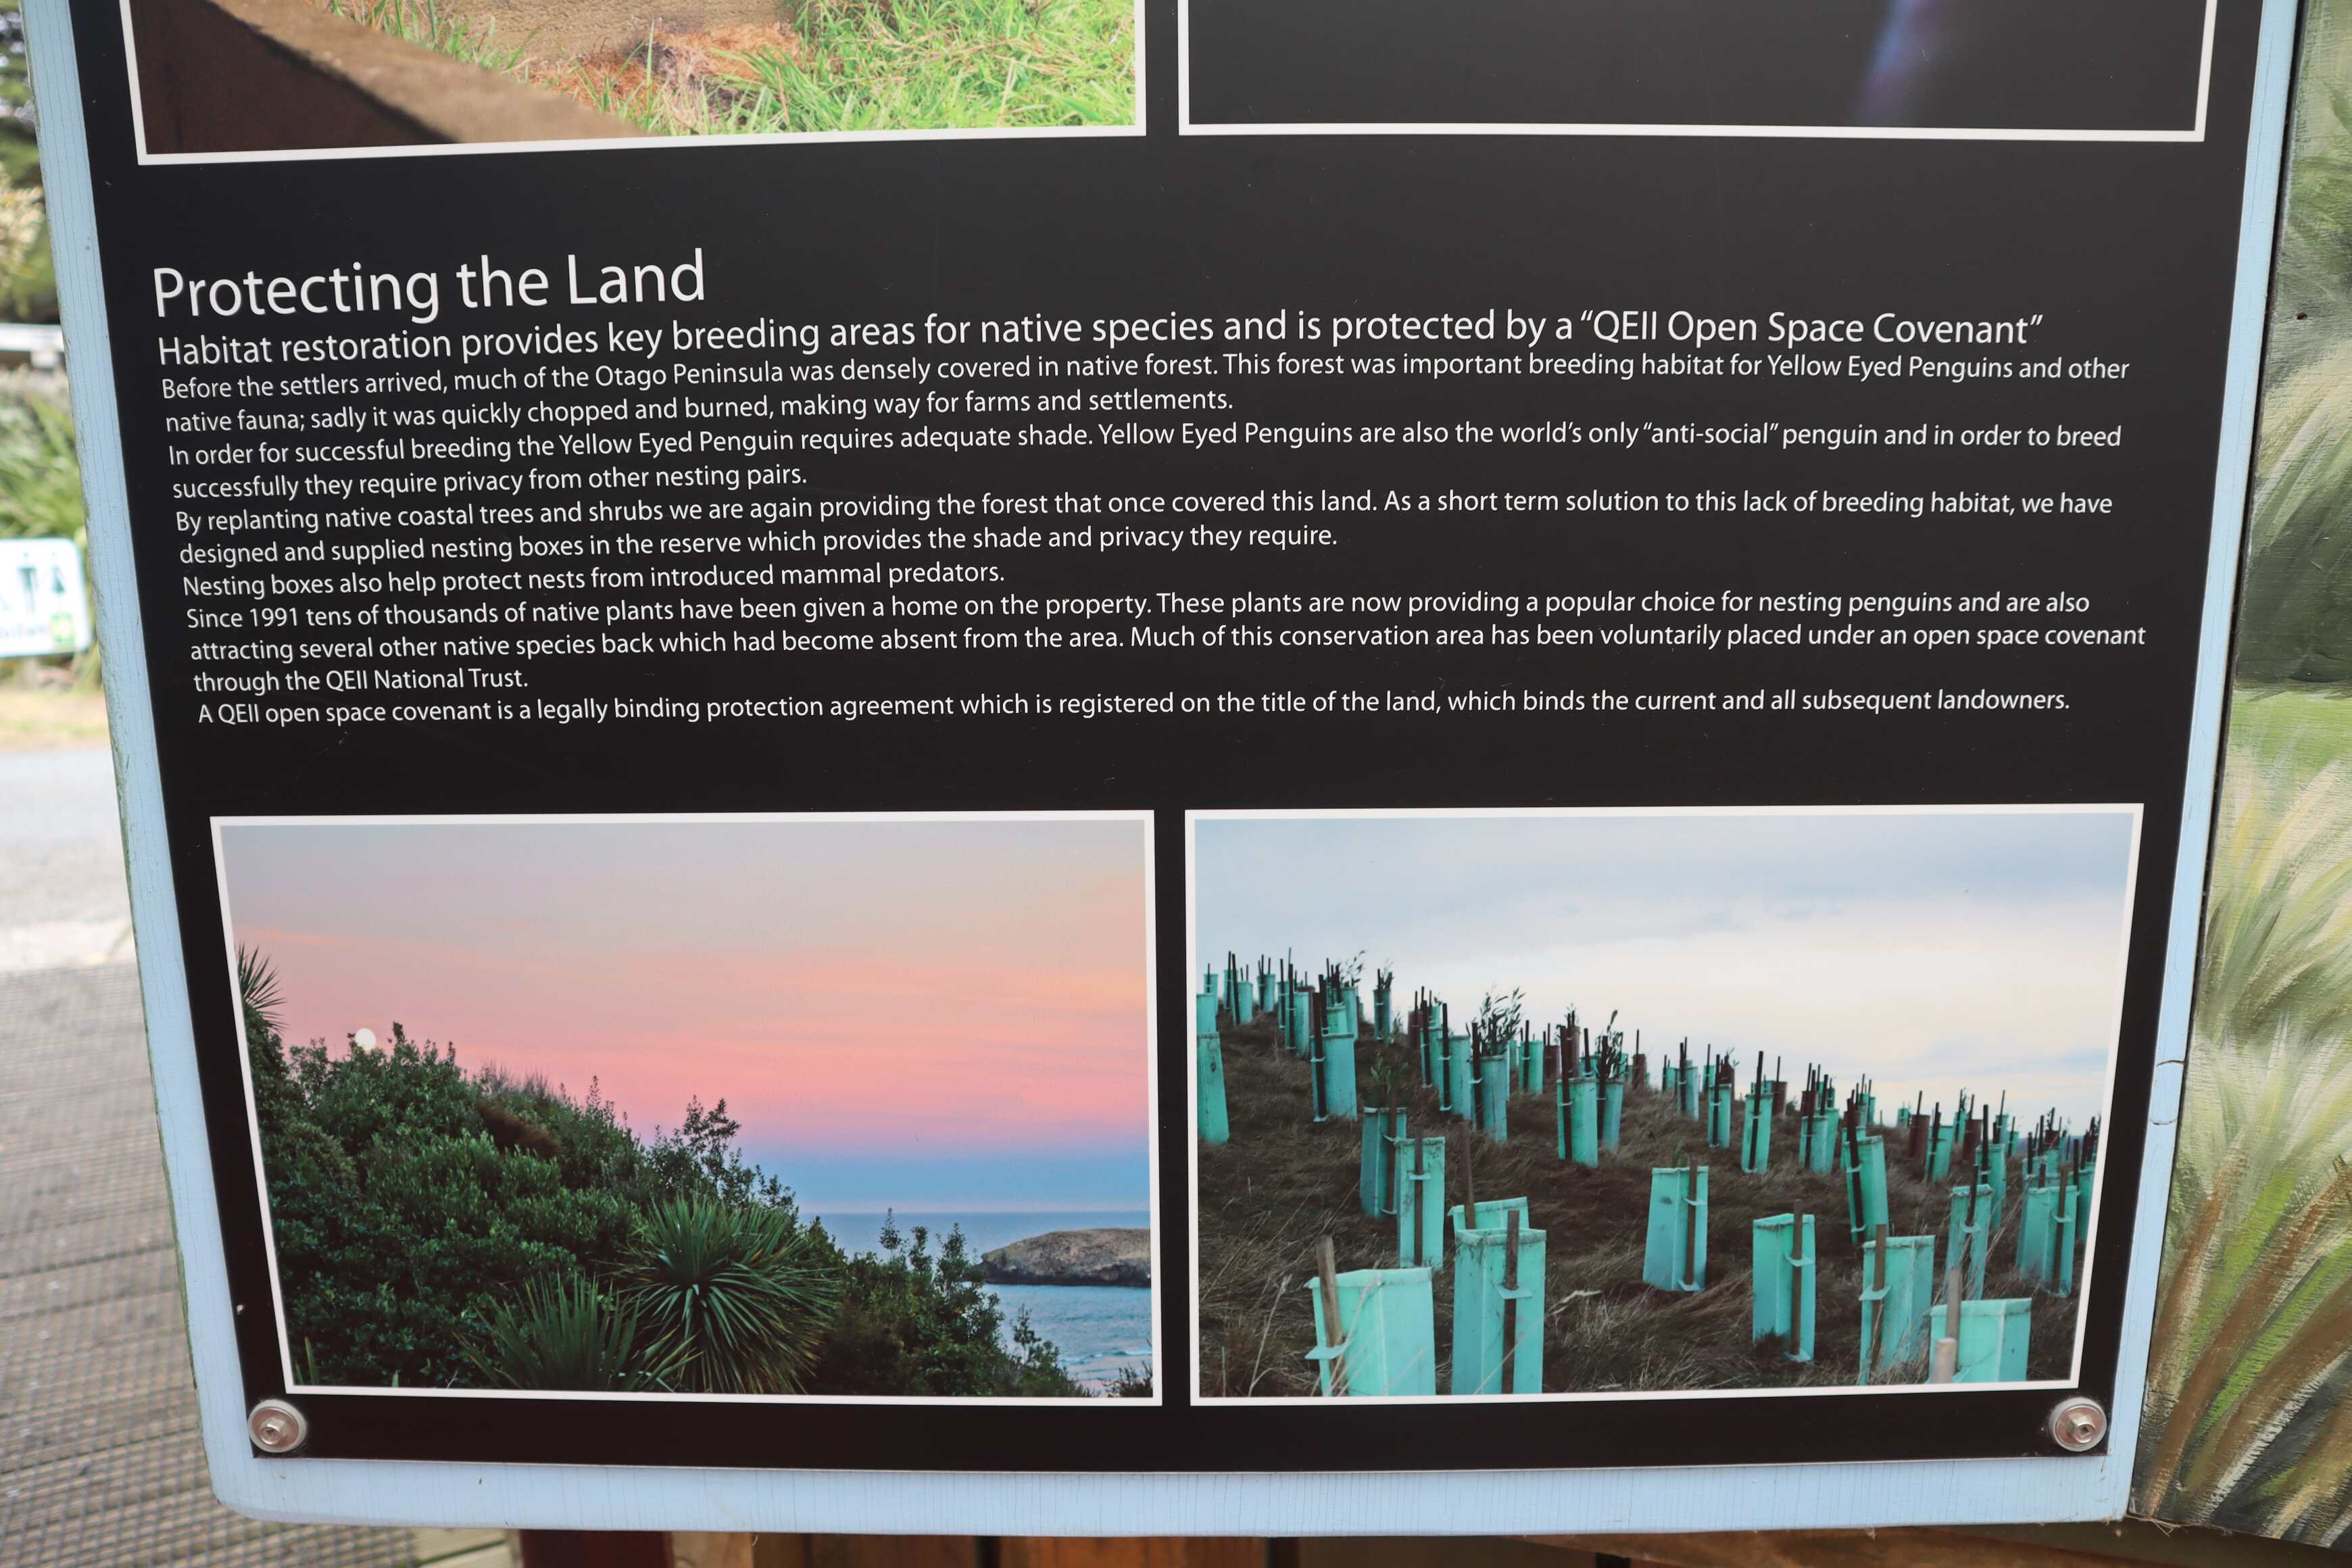 Protecting the Land
Habitat restoration provides key breeding areas for native species and is protected by a “QEII Open Space Covenant”
Before the settlers arrived, much of the Otago Peninsula was densely covered in native forest. This forest was important breeding habitat for Yellow Eyed Penguins and other
native fauna; sadly it was quickly chopped and burned, making way for farms and settlements.
In order for successful breeding the Yellow Eyed Penguin requires adequate shade. Yellow Eyed Penguins are also the world’s only “anti-social” penguin and in order to breed
successfully they require privacy from other nesting pairs.
By replanting native coastal trees and shrubs we are again providing the forest that once covered this land. As a short term solution to this lack of breeding habitat, we have
designed and supplied nesting boxes in the reserve which provides the shade and privacy they require.
Nesting boxes also help protect nests from introduced mammal predators.
Since 1991 tens of thousands of native plants have been given a home on the property. These plants are now providing a popular choice for nesting penguins and are also
attracting several other native species back which had become absent from the area. Much of this conservation area has been voluntarily placed under an open space covenant
through the QEII National Trust.
A QEII open space covenant is a legally binding protection agreement which is registered on the title of the land, which binds the current and all subsequent landowners.